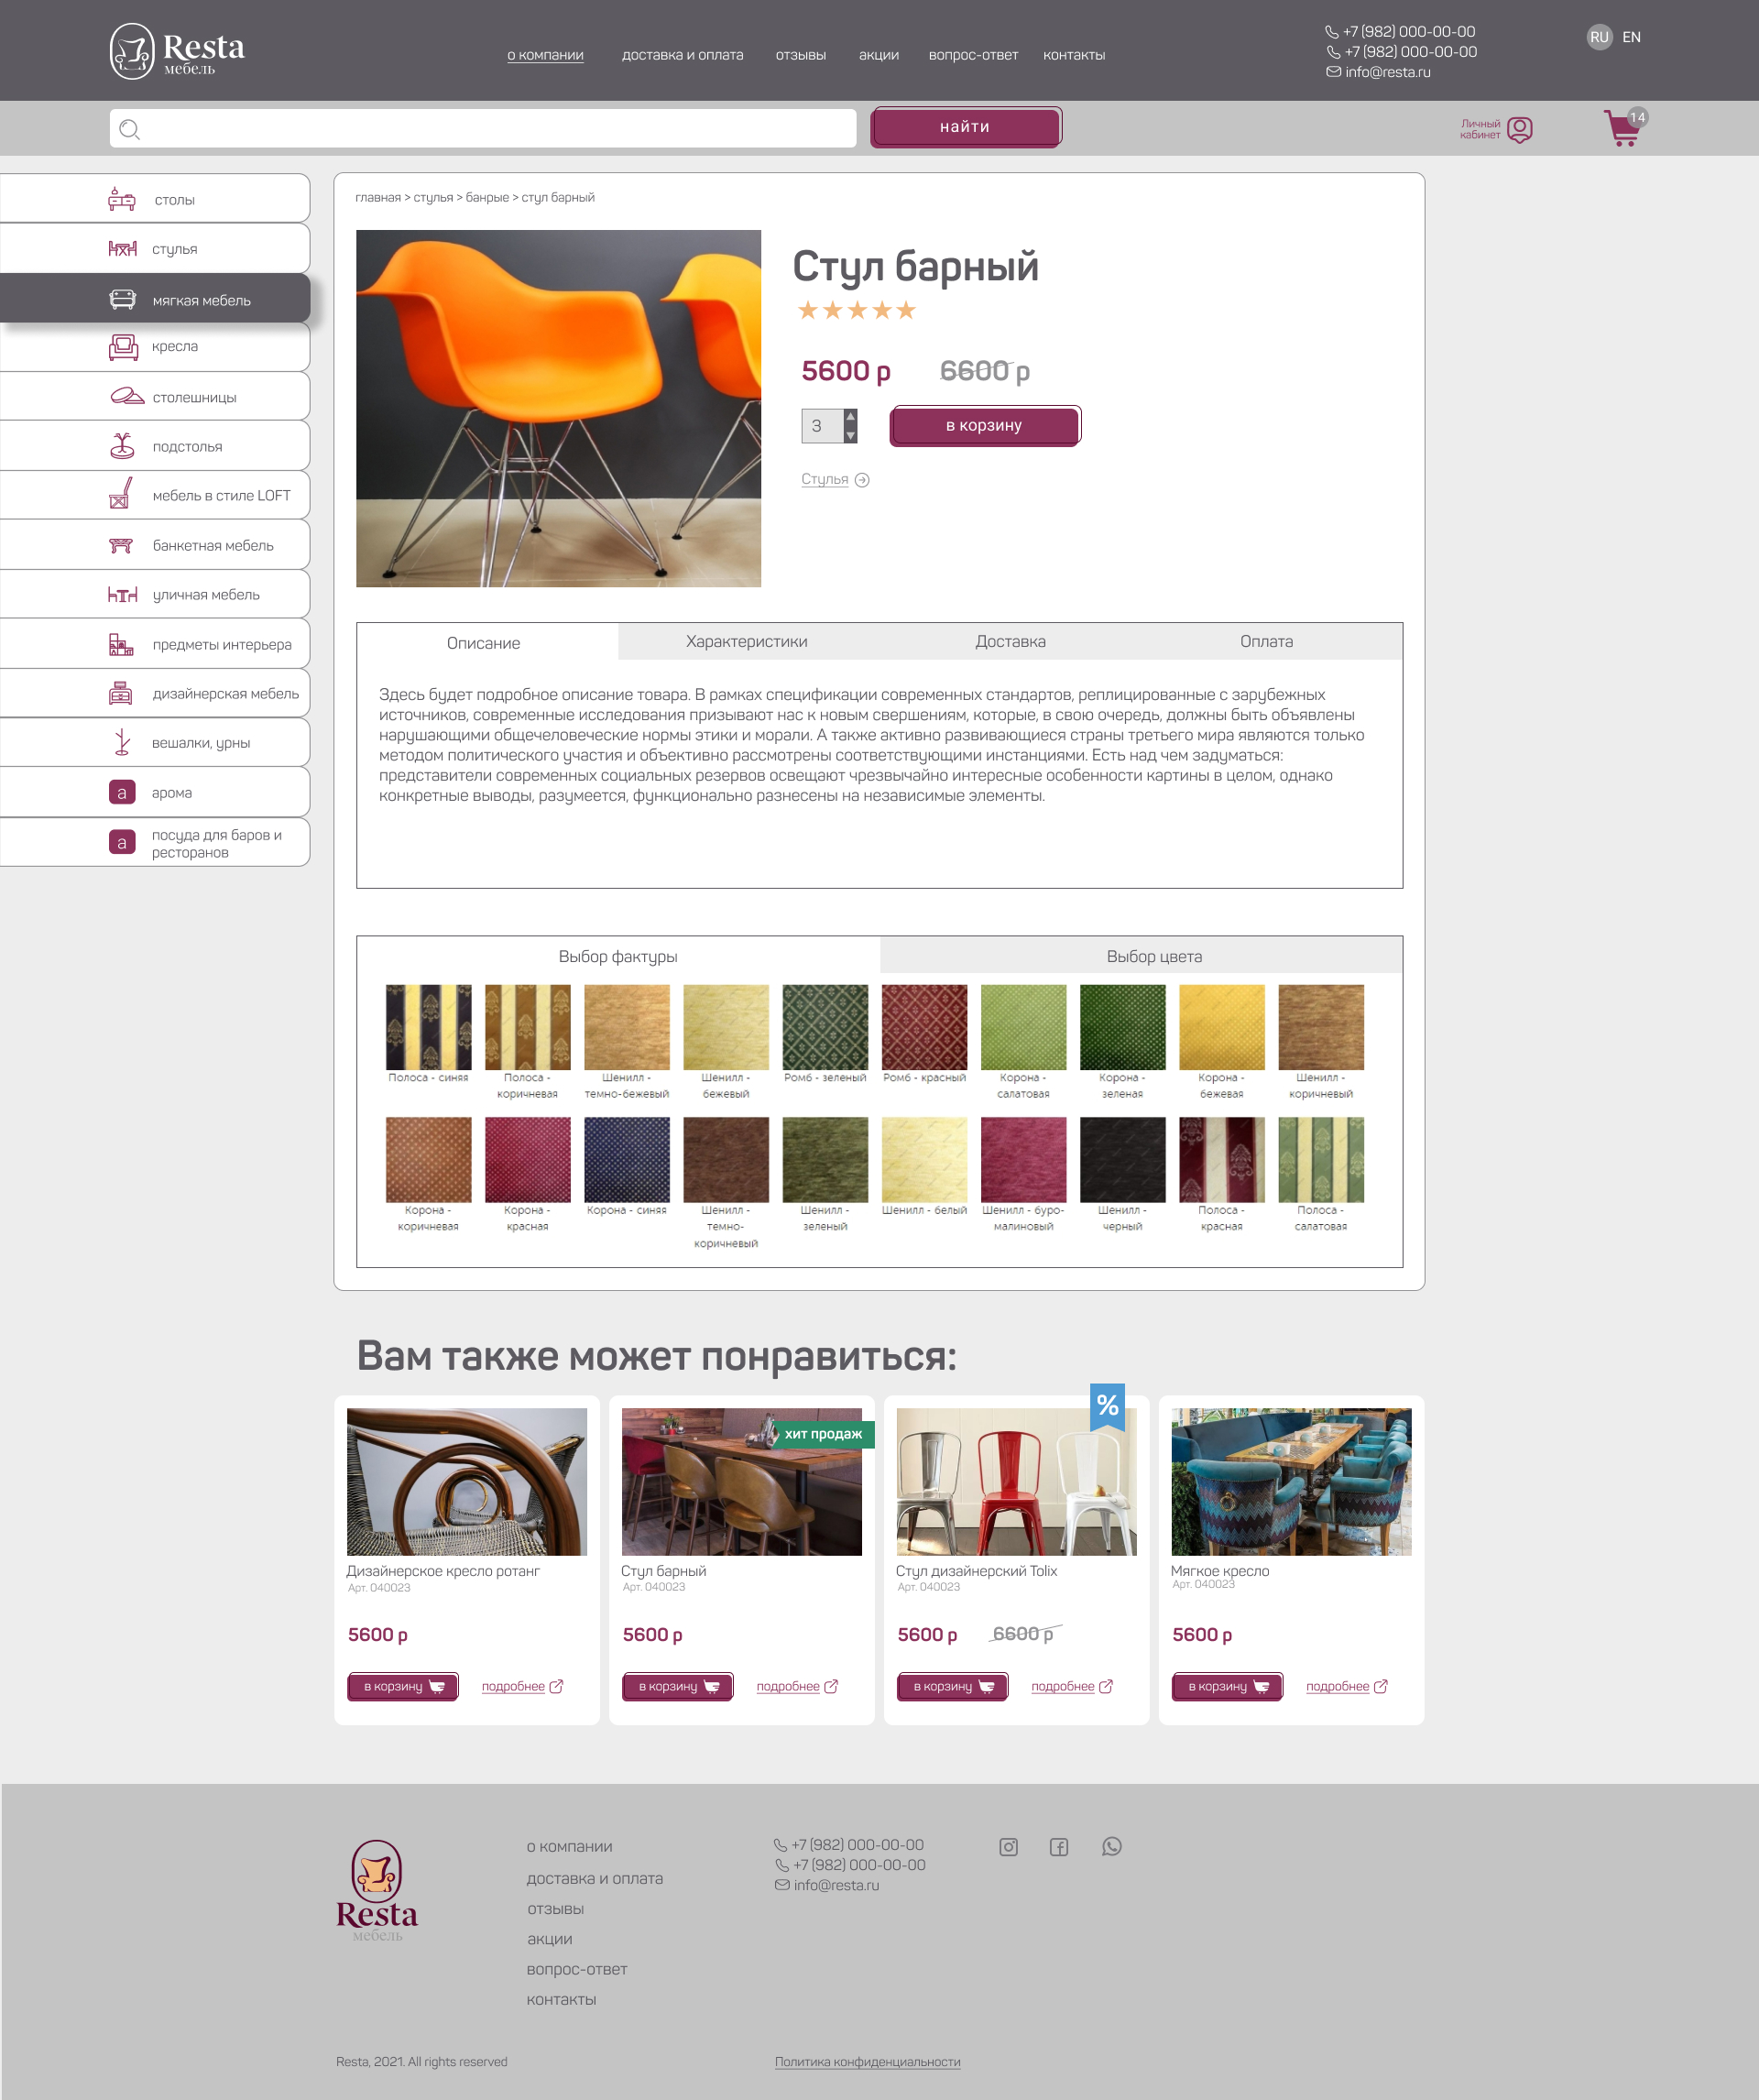 Resta
мебель
о компании
доставка и оплата
отзывы
акции
вопрос-ответ
контакты
+7 (982) 000-00-00
+7 (982) 000-00-00
info@resta.ru
RU EN
найти
Личный
кабинет
14
столы
стулья
мягкая мебель
кресла
столешницы
подстолья
мебель в стиле LOFT
банкетная мебель
уличная мебель
предметы интерьера
дизайнерская мебель
вешалки, урны
а
арома
а
посуда для баров и
ресторанов
главная > стулья > банрые > стул барный
Стул барный
5600 р
6600 р
3
в корзину
Стулья
Описание
Характеристики
Доставка
Оплата
Здесь будет подробное описание товара. В рамках спецификации современных стандартов, реплицированные с зарубежных
источников, современные исследования призывают нас к новым свершениям, которые, в свою очередь, должны быть объявлены
нарушающими общечеловеческие нормы этики и морали. А также активно развивающиеся страны третьего мира являются только
методом политического участия и объективно рассмотрены соответствующими инстанциями. Есть над чем задуматься:
представители современных социальных резервов освещают чрезвычайно интересные особенности картины в целом, однако
конкретные выводы, разумеется, функционально разнесены на независимые элементы.
Выбор фактуры
Выбор цвета
Полоса - синяя
Полоса -
коричневая
Шенилл -
темно-бежевый
Шенилл -
бежевый
Ромб - зеленый
Ромб - красный
Корона -
салатовая
Корона -
зеленая
Корона -
бежевая
Шенилл -
коричневый
Корона -
коричневая
Корона -
красная
Корона - синяя
Шенилл -
темно-
коричневый
Шенилл -
зеленый
Шенилл - белый
Шенилл - буро-
малиновый
Шенилл -
черный
Полоса -
красная
Полоса -
салатовая
Вам также может понравиться:
Дизайнерское кресло ротанг
Арт. 040023
5600 р
в корзину
подробнее
хит продаж
Стул барный
Арт. 040023
5600 р
в корзину
подробнее
%
Стул дизайнерский Tolix
Арт. 040023
5600 р
6600 р
в корзину
подробнее
Мягкое кресло
Арт. 040023
5600 р
в корзину
подробнее
Resta
мебель
о компании
доставка и оплата
отзывы
акции
вопрос-ответ
контакты
+7 (982) 000-00-00
+7 (982) 000-00-00
info@resta.ru
Resta, 2021. All rights reserved
Политика конфиденциальности